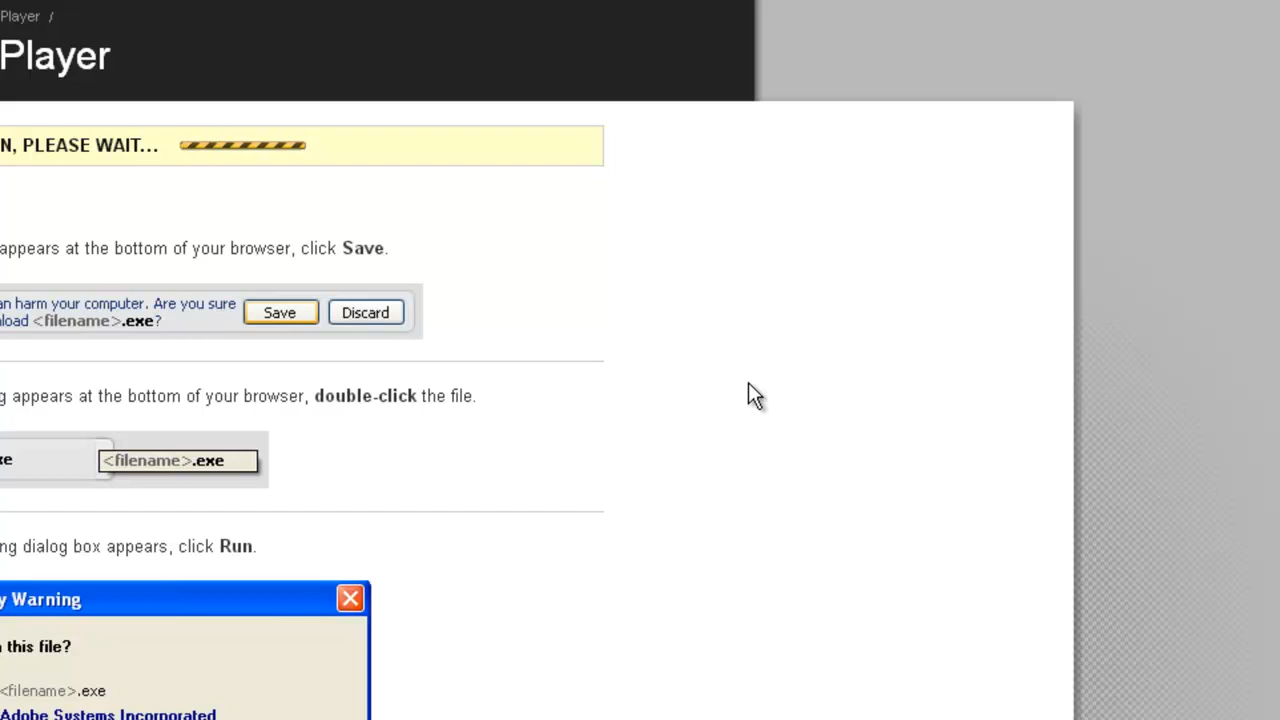 Player /
Player
N, PLEASE WAIT...
appears at the bottom of your browser, click Save.
an harm your computer. Are you sure
load <filename>.exe?
Save
Discard
g appears at the bottom of your browser, double-click the file.
xe
<filename>.exe
ng dialog box appears, click Run.
y Warning
this file?
<filename>.exe
Adobe Systems Incorporated